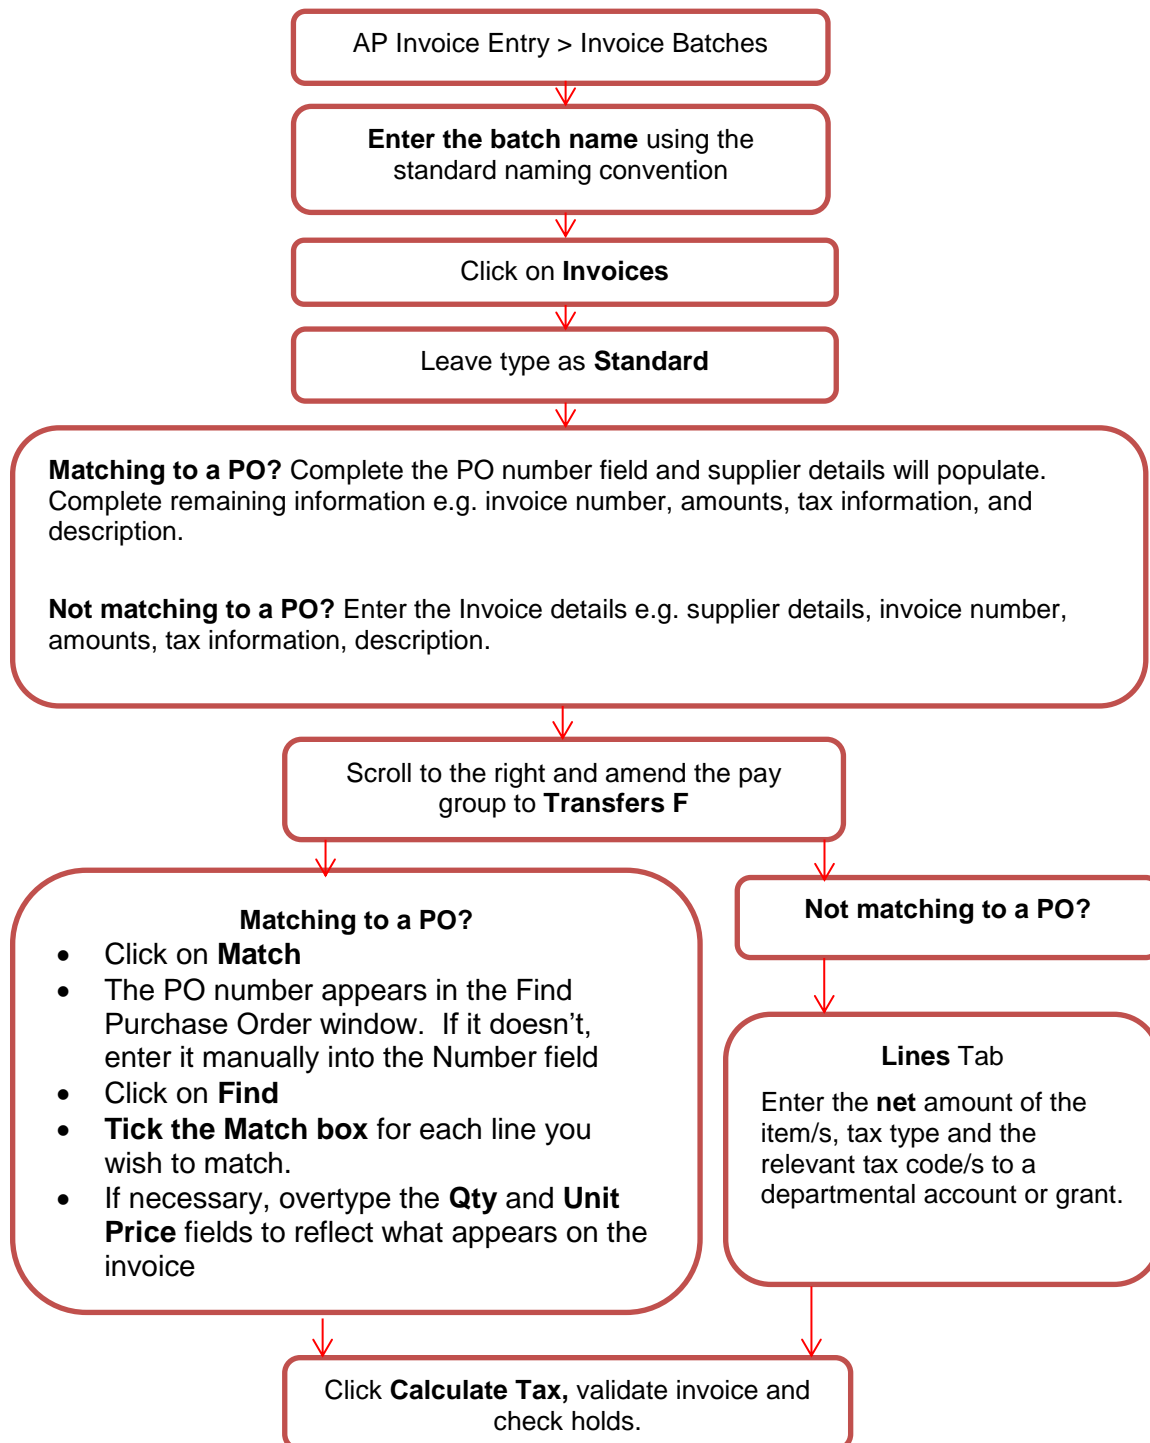 AP Invoice Entry > Invoice Batches
Enter the batch name using the
standard naming convention
Click on Invoices
Leave type as Standard
Matching to a PO? Complete the PO number field and supplier details will populate.
Complete remaining information e.g. invoice number, amounts, tax information, and
description.
Not matching to a PO? Enter the Invoice details e.g. supplier details, invoice number,
amounts, tax information, description.
Scroll to the right and amend the pay
group to Transfers F
Matching to a PO?
• Click on Match
• The PO number appears in the Find
Purchase Order window.  If it doesn't,
enter it manually into the Number field
• Click on Find
• Tick the Match box for each line you
wish to match.
• If necessary, overtype the Qty and Unit
Price fields to reflect what appears on the
invoice
Not matching to a PO?
Lines Tab
Enter the net amount of the
item/s, tax type and the
relevant tax code/s to a
departmental account or grant.
Click Calculate Tax, validate invoice and
check holds.